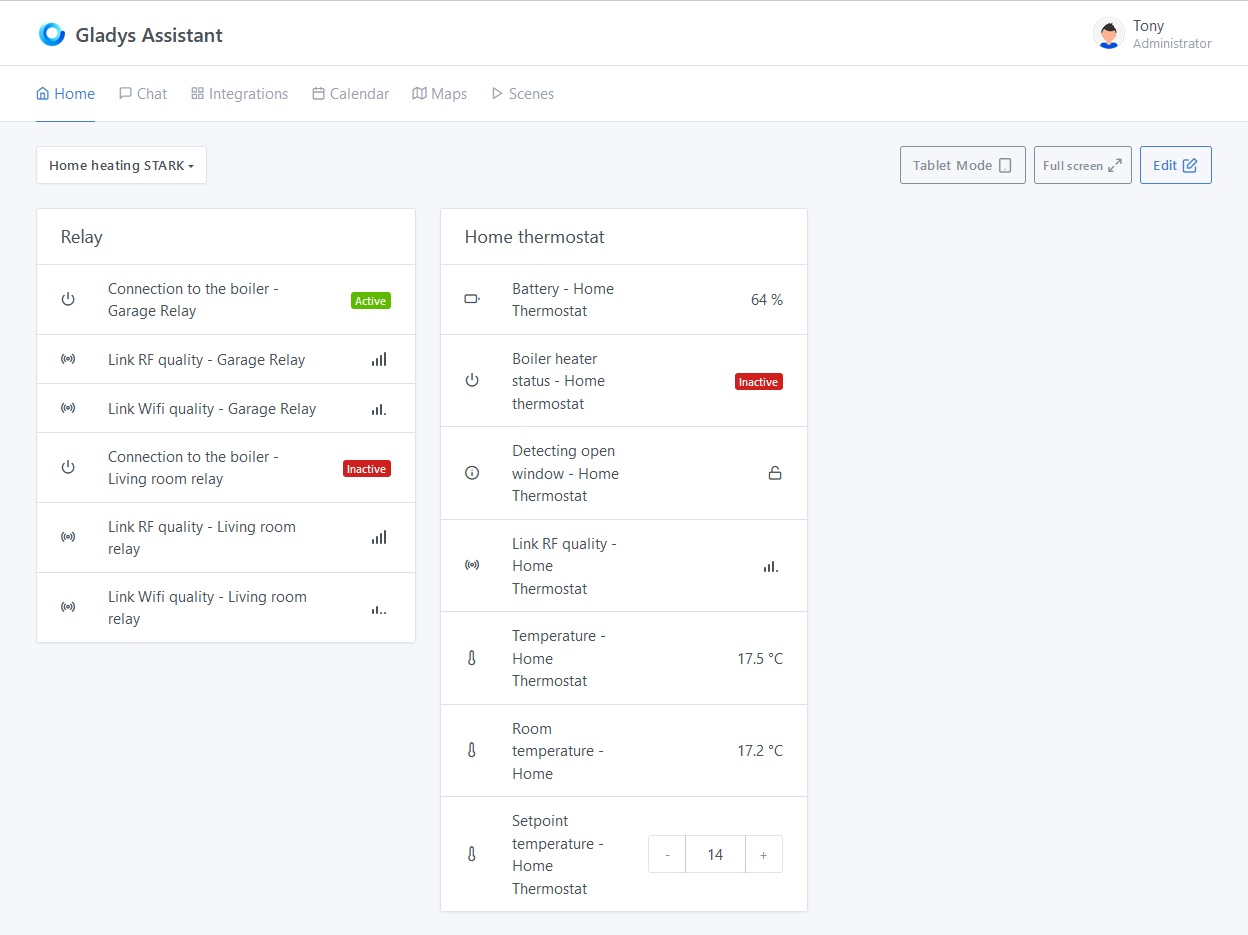 Gladys Assistant
Tony
Administrator
Home
Chat
Integrations
Calendar
Maps
Scenes
Home heating STARK
Tablet Mode
Full screen
Edit
Relay
Connection to the boiler -
Garage Relay
Active
Link RF quality - Garage Relay
Link Wifi quality - Garage Relay
Connection to the boiler -
Living room relay
Inactive
Link RF quality - Living room
relay
Link Wifi quality - Living room
relay
Home thermostat
Battery - Home
Thermostat
64 %
Boiler heater
status - Home
thermostat
Inactive
Detecting open
window - Home
Thermostat
Link RF quality -
Home
Thermostat
Temperature -
Home
Thermostat
17.5 °C
Room
temperature -
Home
17.2 °C
Setpoint
temperature -
Home
Thermostat
- 14 +